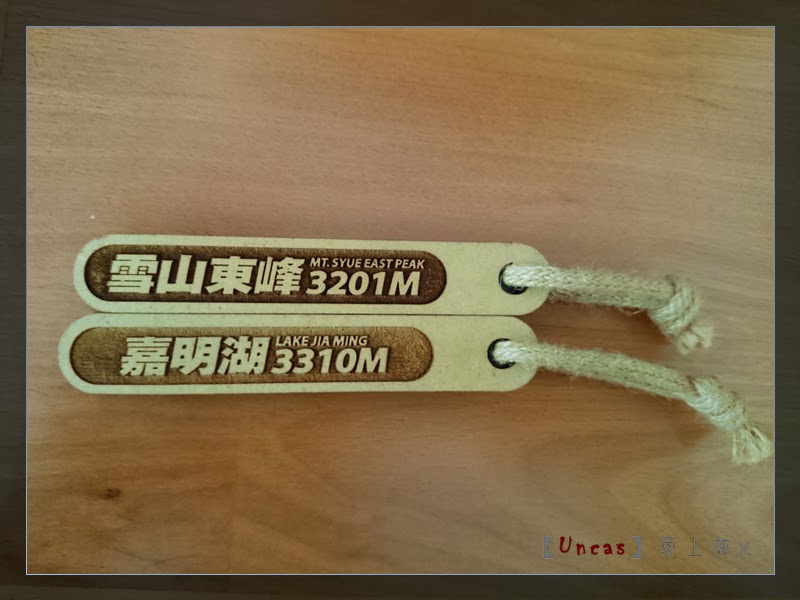 雪山東峰 MT. SYUE EAST PEAK 3201M
嘉明湖 LAKE JIA MING 3310M
【Uncas】